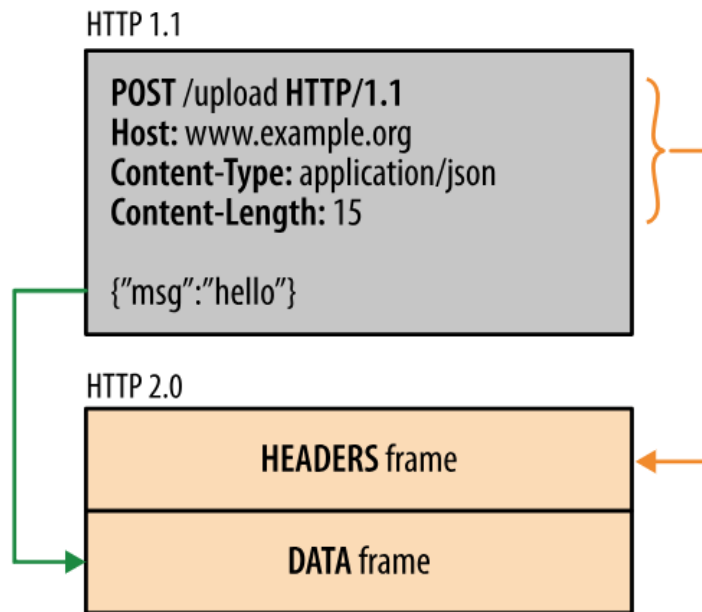 HTTP 1.1
POST /upload HTTP/1.1
Host: www.example.org
Content-Type: application/json
Content-Length: 15
{”msg”:”hello”}
HTTP 2.0
HEADERS frame
DATA frame